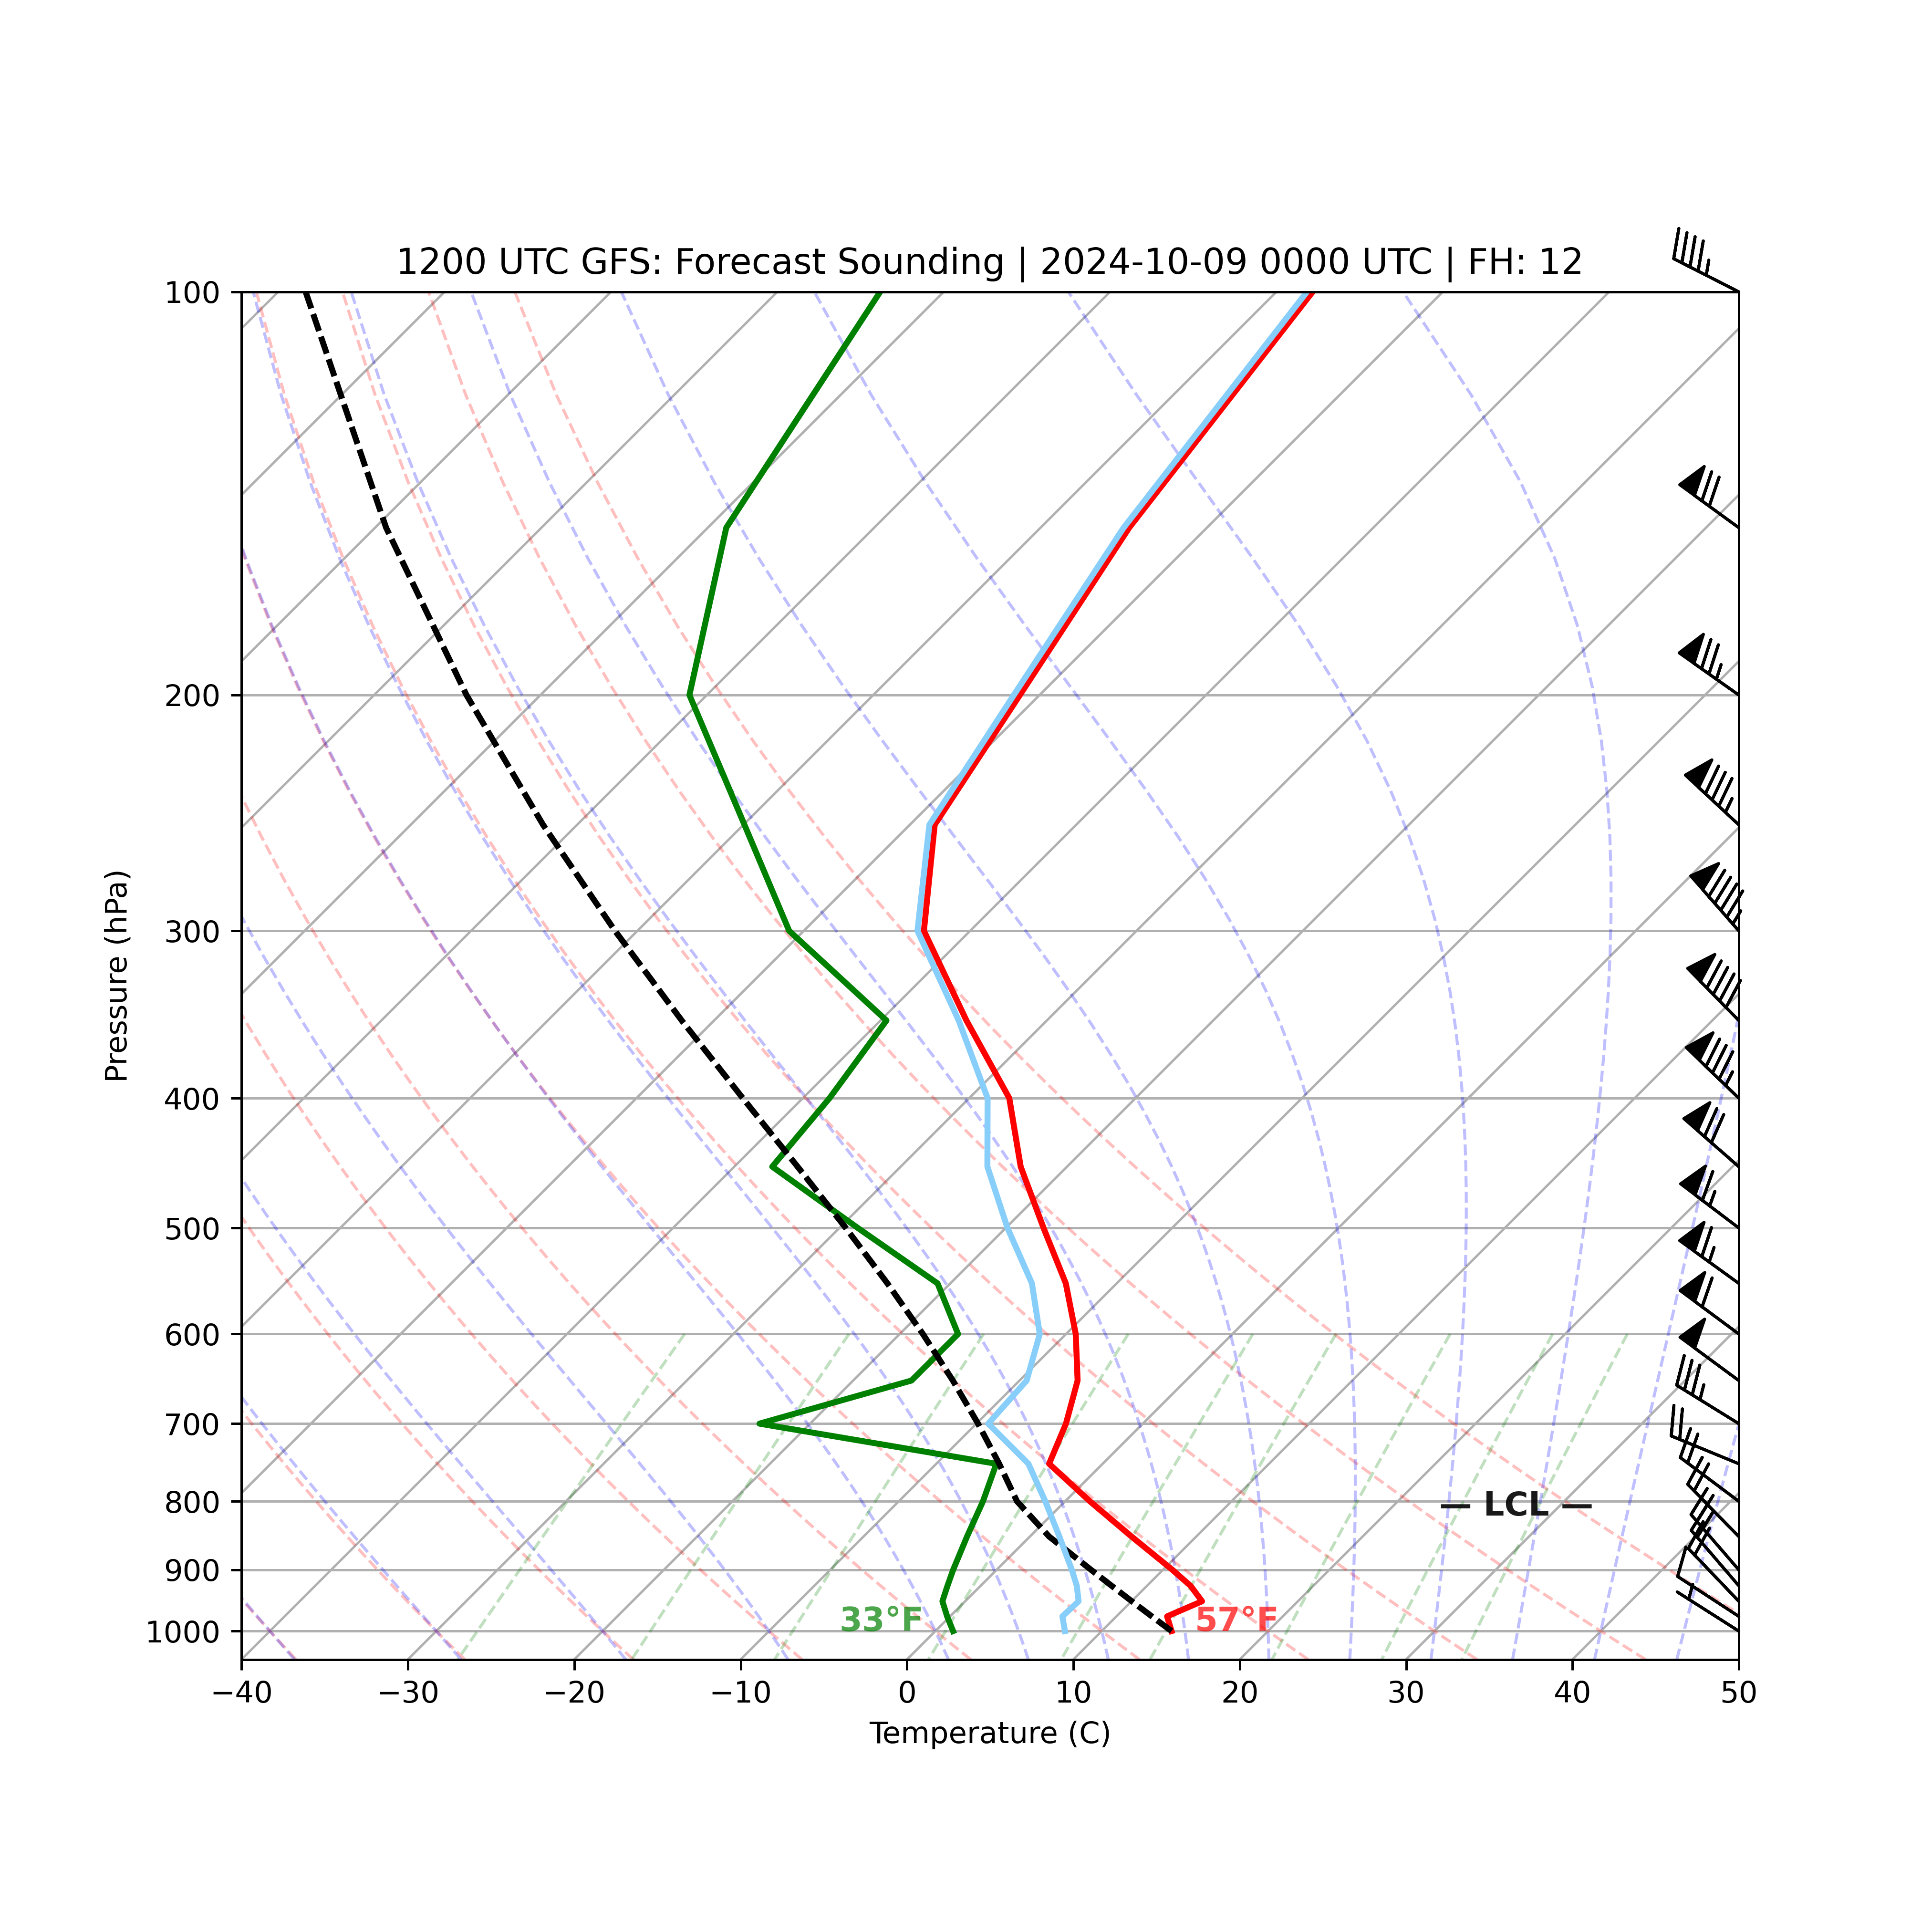 1200 UTC GFS: Forecast Sounding | 2024-10-09 0000 UTC | FH: 12
100
200
300
400
500
600
700
800
900
1000
Pressure (hPa)
— LCL —
33°F
57°F
−40 −30 −20 −10 0 10 20 30 40 50
Temperature (C)